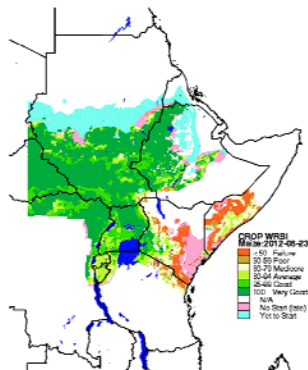 CROP WRSI
Maize:2012-08-23
<50 Failure
50-59 Poor
60-79 Mediocre
80-94 Average
95-99 Good
100 Very Good
N/A
No Start (late)
Yet to Start